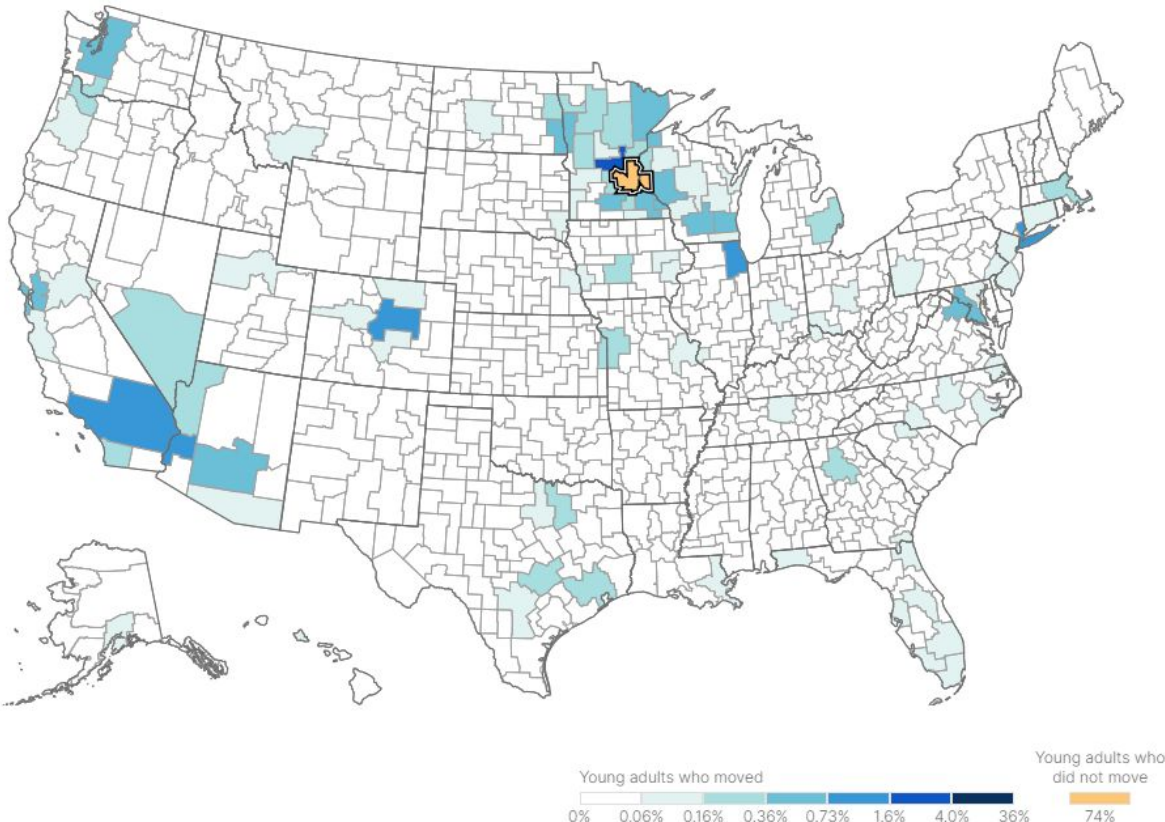 Young adults who moved
Young adults who
did not move
0% 0.06% 0.16% 0.36% 0.73% 1.6% 4.0% 36%
74%